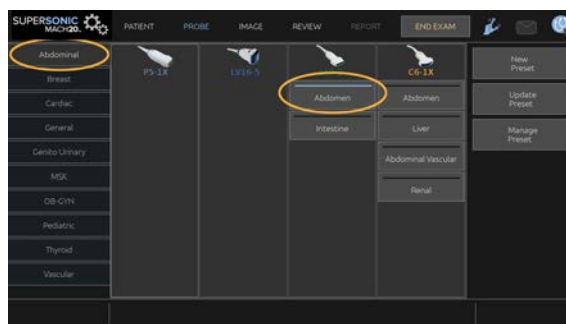 SUPERSONIC
MACH20.
PATIENT PROBE IMAGE REVIEW REPORT END EXAM
Abdominal
Breast
Cardiac
General
Genito Urinary
MSK
OB-GYN
Pediatric
Thyroid
Vascular
P5-1X LV16-5 C6-1X
Abdomen Abdomen
Intestine Liver
Abdominal Vascular
Renal
New
Preset
Update
Preset
Manage
Preset